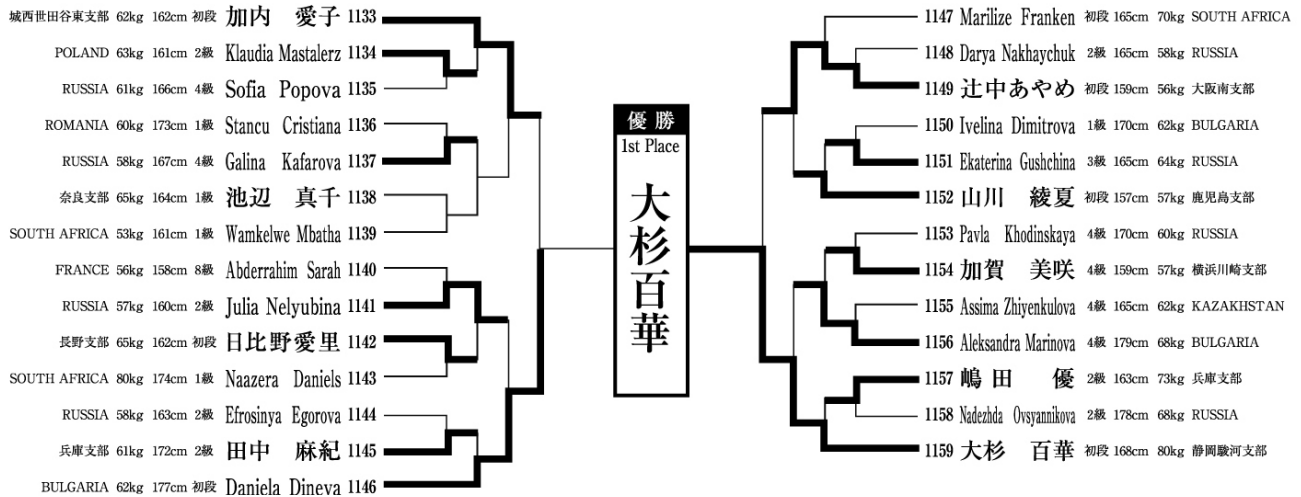 城西世田谷東支部 62kg 162cm 初段 加内 愛子 1133
POLAND 63kg 161cm 2級 Klaudia Mastalerz 1134
RUSSIA 61kg 166cm 4級 Sofia Popova 1135
ROMANIA 60kg 173cm 1級 Stancu Cristiana 1136
RUSSIA 58kg 167cm 4級 Galina Kafarova 1137
奈良支部 65kg 164cm 1級 池辺 真千 1138
SOUTH AFRICA 53kg 161cm 1級 Wamkelwe Mbatha 1139
FRANCE 56kg 158cm 8級 Abderrahim Sarah 1140
RUSSIA 57kg 160cm 2級 Julia Nelyubina 1141
長野支部 65kg 162cm 初段 日比野愛里 1142
SOUTH AFRICA 80kg 174cm 1級 Naazera Daniels 1143
RUSSIA 58kg 163cm 2級 Efrosinya Egorova 1144
兵庫支部 61kg 172cm 2級 田中 麻紀 1145
BULGARIA 62kg 177cm 初段 Daniela Dineva 1146
優勝
1st Place
大杉百華
1147 Marilize Franken 初段 165cm 70kg SOUTH AFRICA
1148 Darya Nakhaychuk 2級 165cm 58kg RUSSIA
1149 辻中あやめ 初段 159cm 56kg 大阪南支部
1150 Ivelina Dimitrova 1級 170cm 62kg BULGARIA
1151 Ekaterina Gushchina 3級 165cm 64kg RUSSIA
1152 山川 綾夏 初段 157cm 57kg 鹿児島支部
1153 Pavla Khodinskaya 4級 170cm 60kg RUSSIA
1154 加賀 美咲 4級 159cm 57kg 横浜川崎支部
1155 Assima Zhiyenkulova 4級 165cm 62kg KAZAKHSTAN
1156 Aleksandra Marinova 4級 179cm 68kg BULGARIA
1157 嶋田 優 2級 163cm 73kg 兵庫支部
1158 Nadezhda Ovsyannikova 2級 178cm 68kg RUSSIA
1159 大杉 百華 初段 168cm 80kg 静岡駿河支部